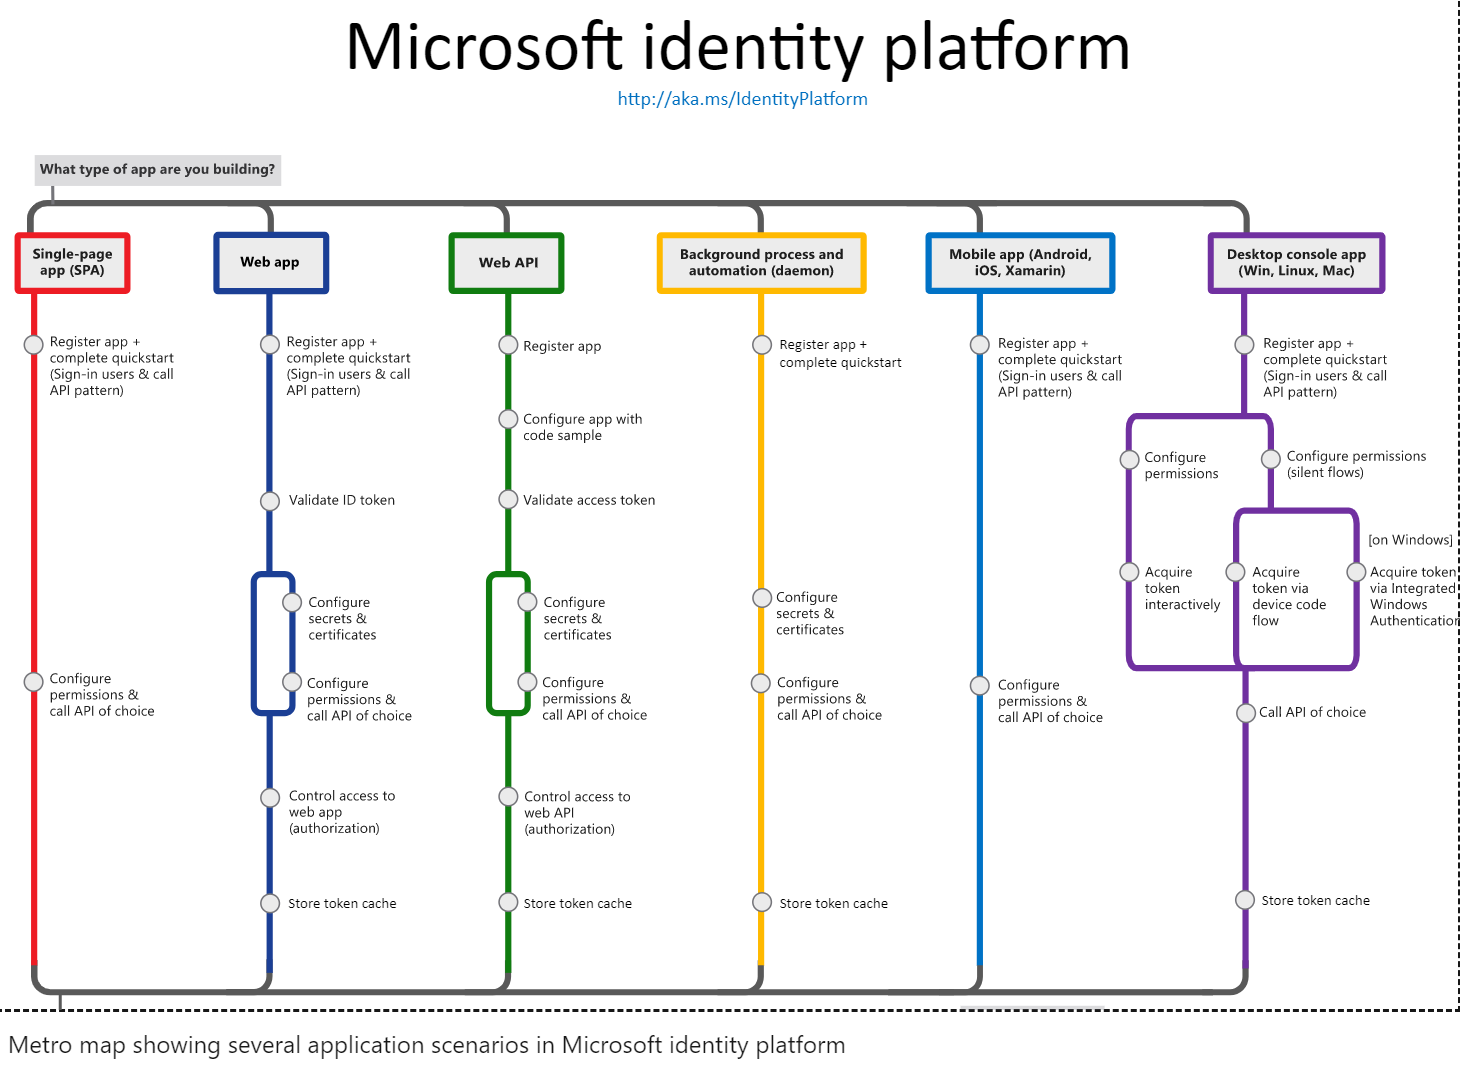 Microsoft identity platform
http://aka.ms/IdentityPlatform
What type of app are you building?
Single-page
app (SPA)
Register app +
complete quickstart
(Sign-in users & call
API pattern)
Configure
permissions &
call API of choice
Web app
Register app +
complete quickstart
(Sign-in users & call
API pattern)
Validate ID token
Configure
secrets &
certificates
Configure
permissions &
call API of choice
Control access to
web app
(authorization)
Store token cache
Web API
Register app
Configure app with
code sample
Validate access token
Configure
secrets &
certificates
Configure
permissions &
call API of choice
Control access to
web API
(authorization)
Store token cache
Background process and
automation (daemon)
Register app +
complete quickstart
Configure
secrets &
certificates
Configure
permissions &
call API of choice
Store token cache
Mobile app (Android,
iOS, Xamarin)
Register app +
complete quickstart
(Sign-in users & call
API pattern)
Configure
permissions &
call API of choice
Desktop console app
(Win, Linux, Mac)
Register app +
complete quickstart
(Sign-in users & call
API pattern)
Configure
permissions
Configure permissions
(silent flows)
Acquire
token
interactively
Acquire
token via
device code
flow
[on Windows]
Acquire token
via Integrated
Windows
Authentication
Call API of choice
Store token cache
Metro map showing several application scenarios in Microsoft identity platform